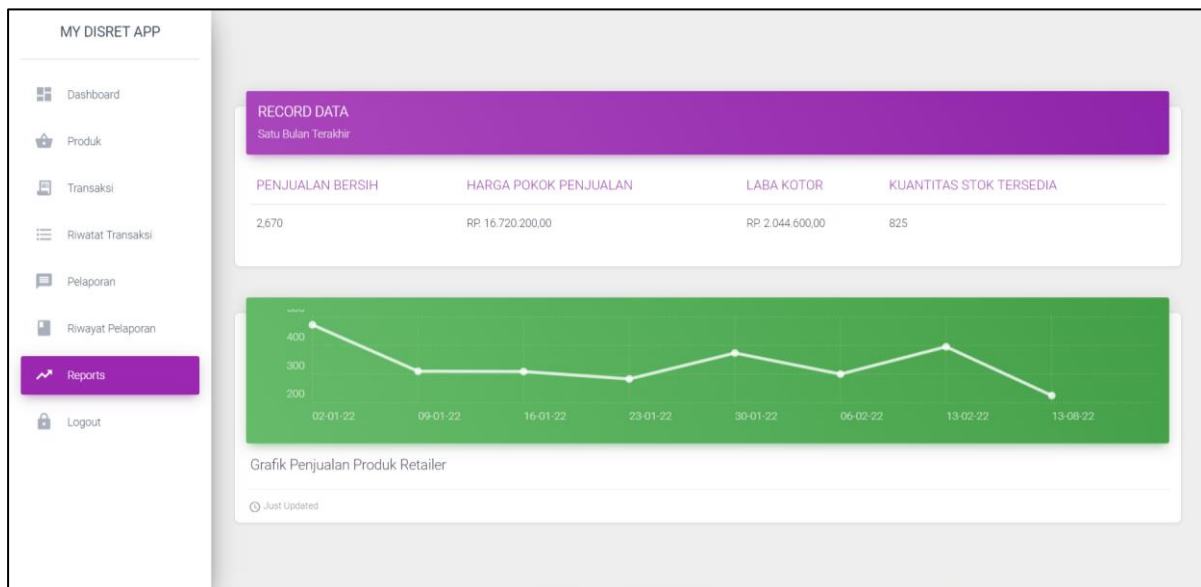 MY DISRET APP
Dashboard
Produk
Transaksi
Riwatat Transaksi
Pelaporan
Riwayat Pelaporan
Reports
Logout
RECORD DATA
Satu Bulan Terakhir
PENJUALAN BERSIH HARGA POKOK PENJUALAN LABA KOTOR KUANTITAS STOK TERSEDIA
2,670 RP. 16.720.200,00 RP. 2.044.600,00 825
400
300
200
02-01-22 09-01-22 16-01-22 23-01-22 30-01-22 06-02-22 13-02-22 13-08-22
Grafik Penjualan Produk Retailer
Just Updated